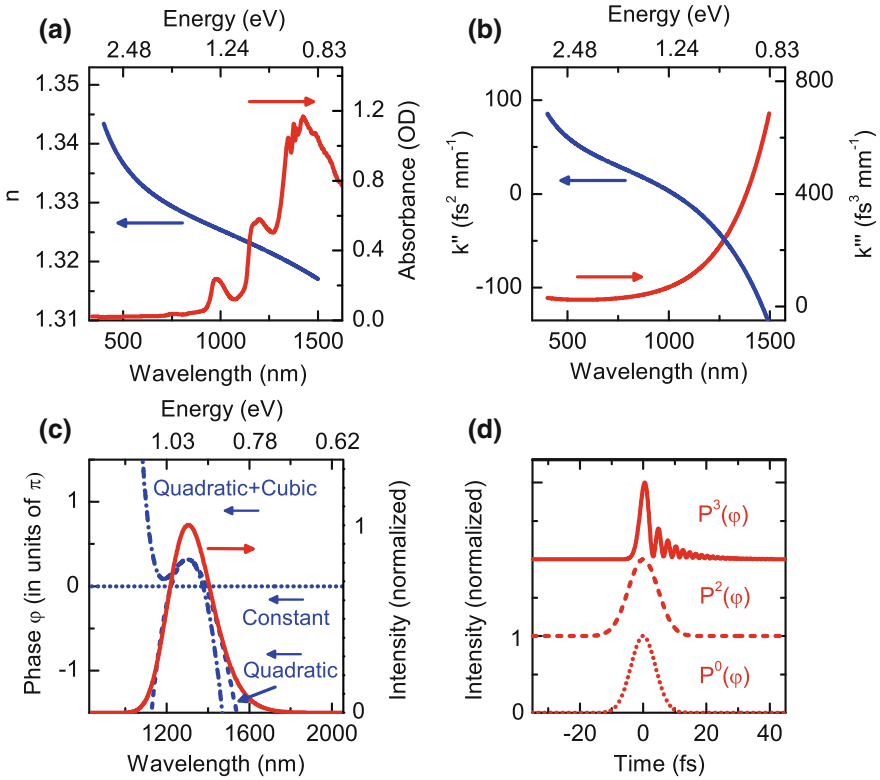 (a)
Energy (eV)
2.48 1.24 0.83
1.35
1.34
1.33
1.32
1.31
n
1.2
0.8
0.4
0.0
Absorbance (OD)
500 1000 1500
Wavelength (nm)
(b)
Energy (eV)
2.48 1.24 0.83
100
0
-100
k'' (fs² mm⁻¹)
800
400
0
k''' (fs³ mm⁻¹)
500 1000 1500
Wavelength (nm)
(c)
Energy (eV)
1.03 0.78 0.62
1
0
-1
Phase φ (in units of π)
Quadratic+Cubic
Constant
Quadratic
1
0
Intensity (normalized)
1200 1600 2000
Wavelength (nm)
(d)
P³(φ)
P²(φ)
P⁰(φ)
1
0
Intensity (normalized)
-20 0 20 40
Time (fs)